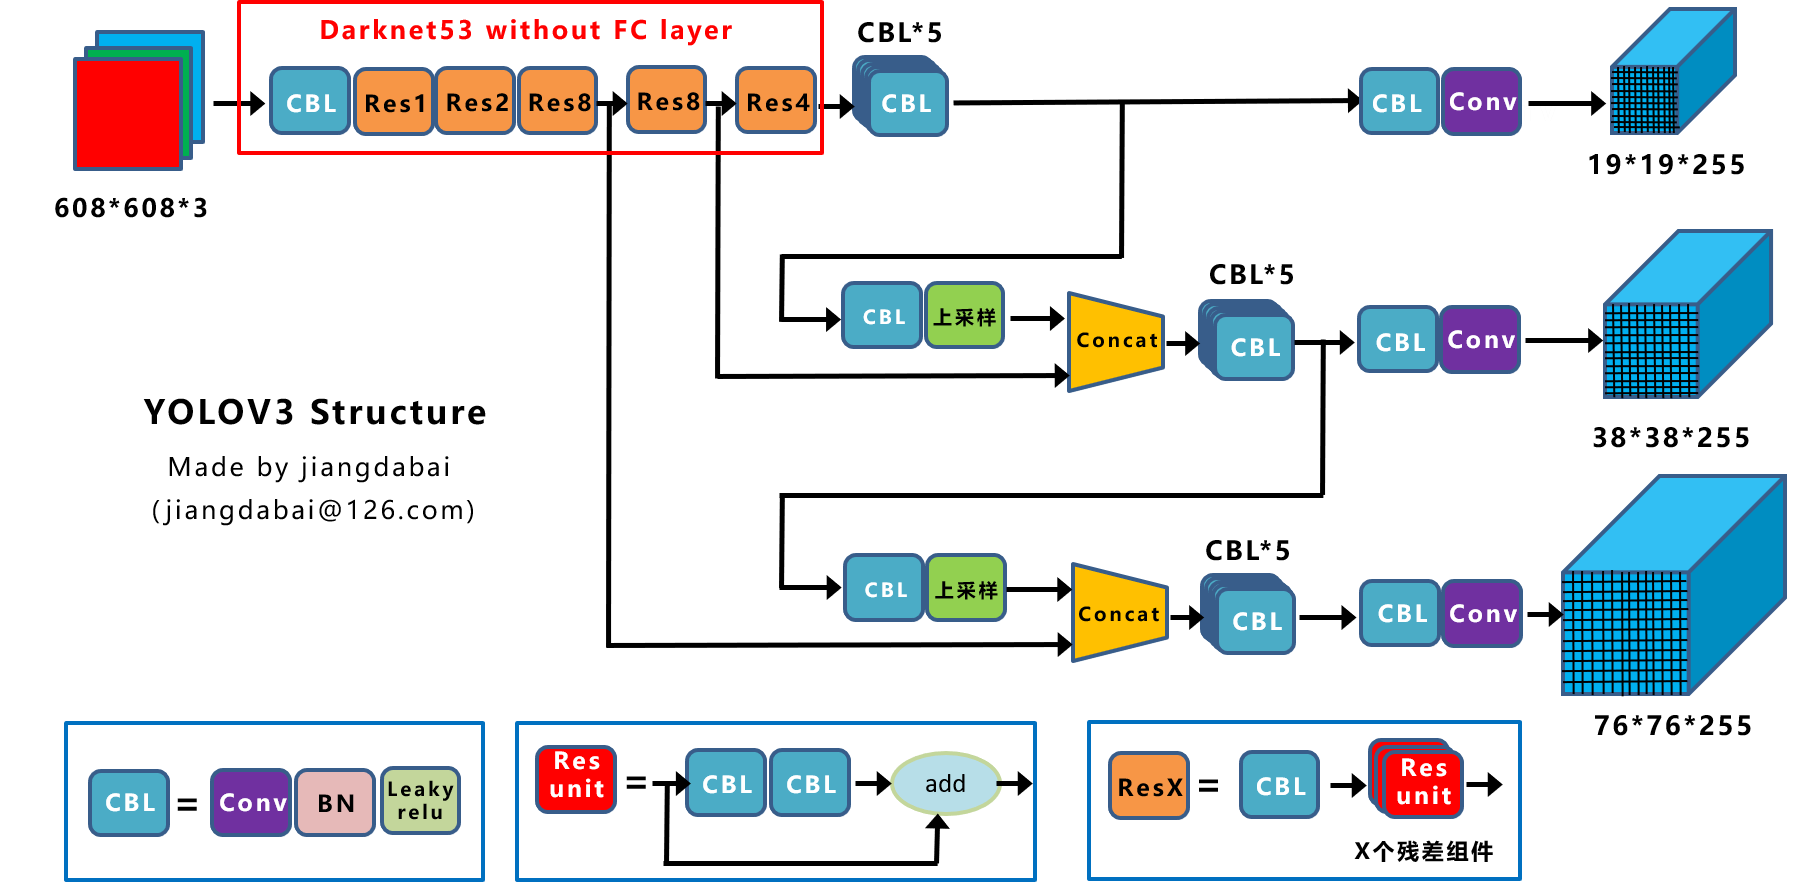 Darknet53 without FC layer
CBL*5
CBL Res1 Res2 Res8 Res8 Res4 CBL CBL Conv
19*19*255
608*608*3
CBL*5
CBL 上采样 Concat CBL CBL Conv
38*38*255
YOLOV3 Structure
Made by jiangdabai
(jiangdabai@126.com)
CBL*5
CBL 上采样 Concat CBL CBL Conv
76*76*255
CBL = Conv BN Leaky relu
Res unit = CBL CBL add
ResX = CBL Res unit
X个残差组件